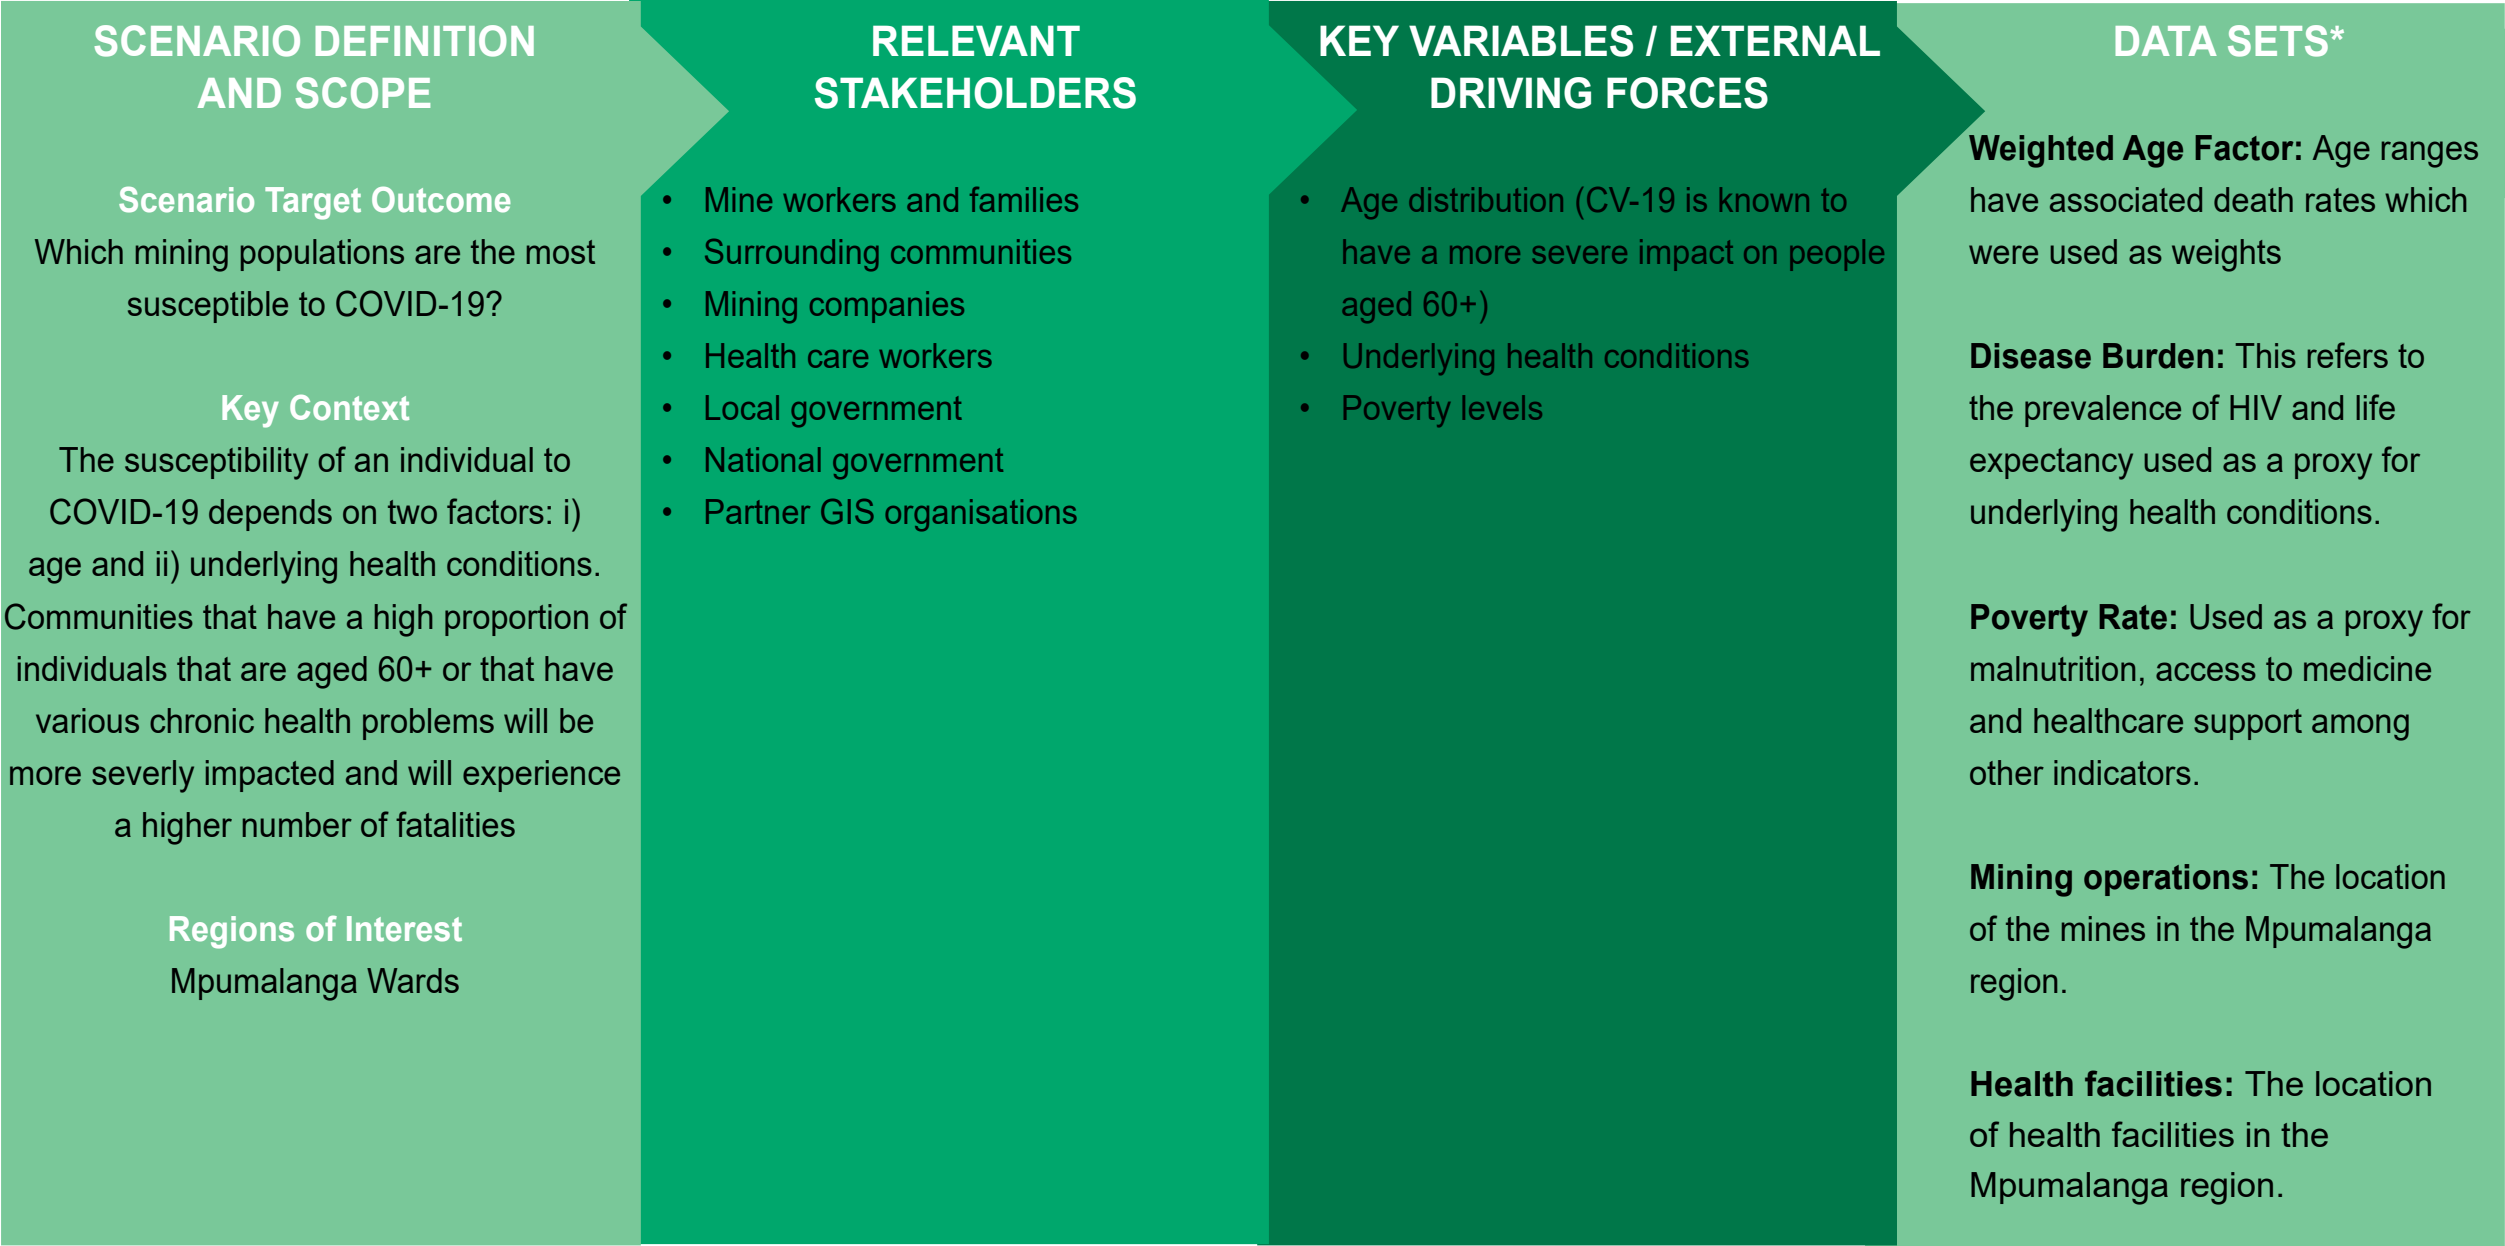 SCENARIO DEFINITION
AND SCOPE
Scenario Target Outcome
Which mining populations are the most
susceptible to COVID-19?
Key Context
The susceptibility of an individual to
COVID-19 depends on two factors: i)
age and ii) underlying health conditions.
Communities that have a high proportion of
individuals that are aged 60+ or that have
various chronic health problems will be
more severly impacted and will experience
a higher number of fatalities
Regions of Interest
Mpumalanga Wards
RELEVANT
STAKEHOLDERS
• Mine workers and families
• Surrounding communities
• Mining companies
• Health care workers
• Local government
• National government
• Partner GIS organisations
KEY VARIABLES / EXTERNAL
DRIVING FORCES
• Age distribution (CV-19 is known to
have a more severe impact on people
aged 60+)
• Underlying health conditions
• Poverty levels
DATA SETS*
Weighted Age Factor: Age ranges
have associated death rates which
were used as weights
Disease Burden: This refers to
the prevalence of HIV and life
expectancy used as a proxy for
underlying health conditions.
Poverty Rate: Used as a proxy for
malnutrition, access to medicine
and healthcare support among
other indicators.
Mining operations: The location
of the mines in the Mpumalanga
region.
Health facilities: The location
of health facilities in the
Mpumalanga region.